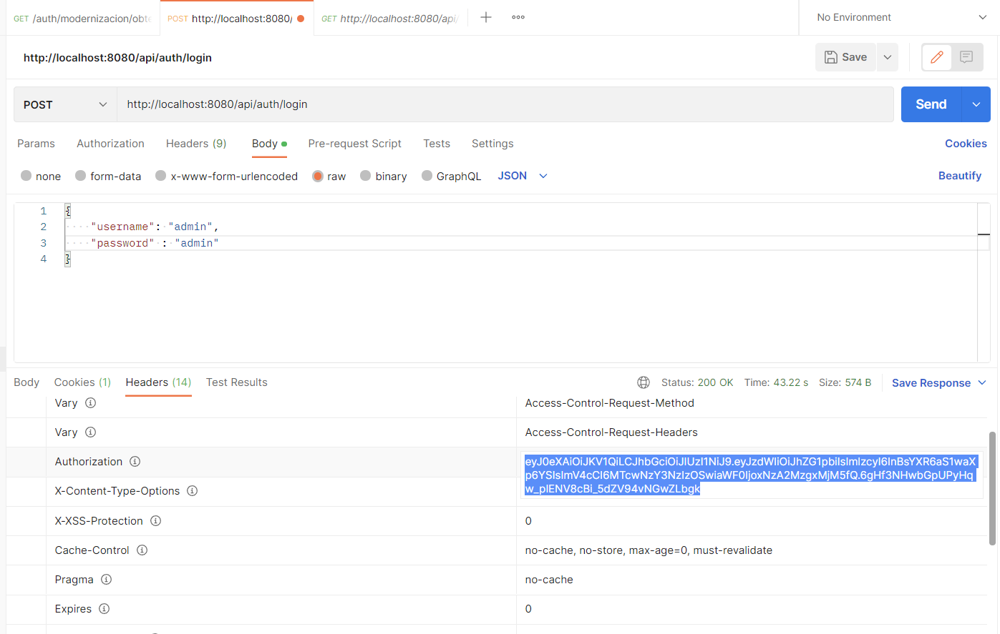 GET /auth/modernizacion/obte
POST http://localhost:8080/
GET http://localhost:8080/api/
No Environment
http://localhost:8080/api/auth/login
Save
POST
http://localhost:8080/api/auth/login
Send
Params Authorization Headers (9) Body Pre-request Script Tests Settings Cookies
none form-data x-www-form-urlencoded raw binary GraphQL JSON Beautify
1 {
2 "username": "admin",
3 "password" : "admin"
4 }
Body Cookies (1) Headers (14) Test Results Status: 200 OK Time: 43.22 s Size: 574 B Save Response
Vary Access-Control-Request-Method
Vary Access-Control-Request-Headers
Authorization
eyJ0eXAiOiJKV1QiLCJhbGciOiJIUzI1NiJ9.eyJzdWIiOiJhZG1pbiIsImlzcyI6InBsYXR6aS1waX
p6YSIsImV4cCI6MTcwNzY3NzIzOSwiaWF0IjoxNzA2MzgxMjM5fQ.6gHf3NHwbGpUPyHq
w_pIENV8cBi_5dZV94vNGwZLbgk
X-Content-Type-Options
X-XSS-Protection 0
Cache-Control no-cache, no-store, max-age=0, must-revalidate
Pragma no-cache
Expires 0